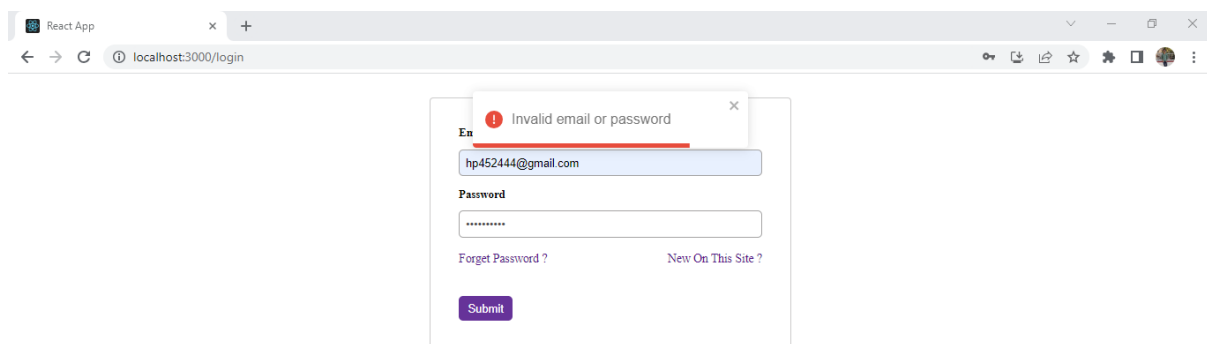 React App
localhost:3000/login
Invalid email or password
Em
hp452444@gmail.com
Password
••••••••••
Forget Password ? New On This Site ?
Submit